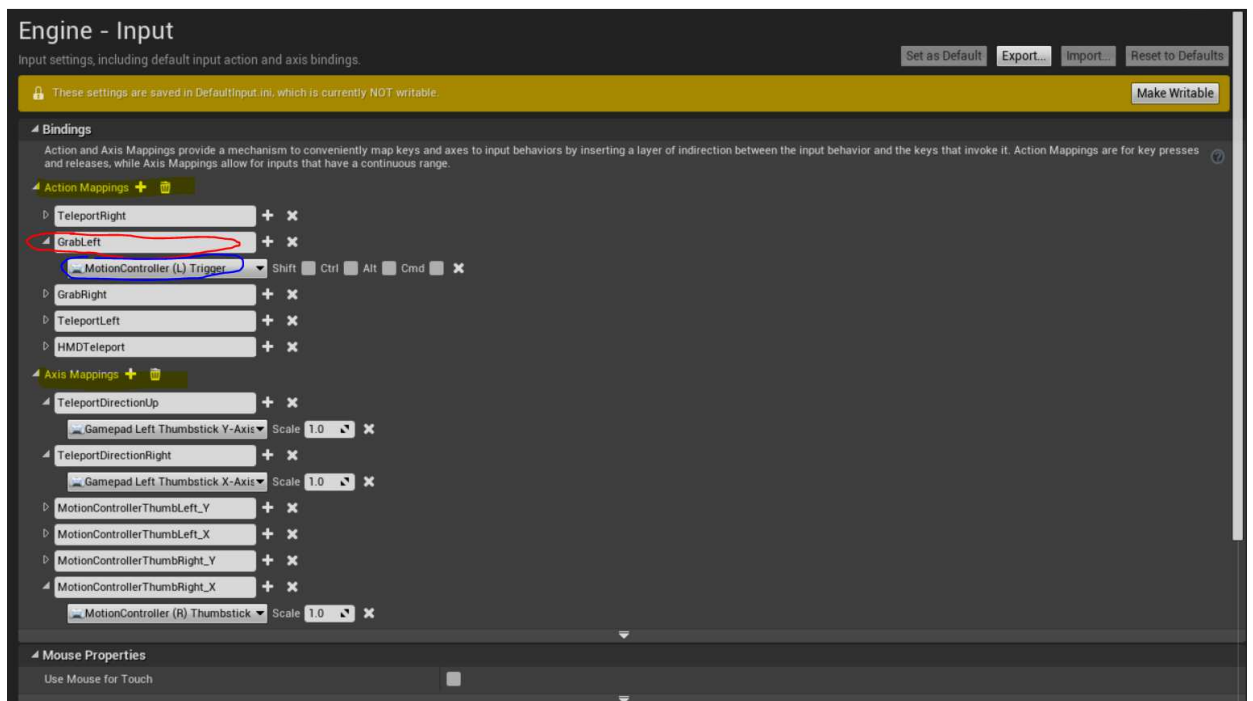 Engine - Input
Input settings, including default input action and axis bindings.
Set as Default Export... Import... Reset to Defaults
These settings are saved in DefaultInput.ini, which is currently NOT writable.
Make Writable
Bindings
Action and Axis Mappings provide a mechanism to conveniently map keys and axes to input behaviors by inserting a layer of indirection between the input behavior and the keys that invoke it. Action Mappings are for key presses
and releases, while Axis Mappings allow for inputs that have a continuous range.
Action Mappings
TeleportRight
GrabLeft
MotionController (L) Trigger Shift Ctrl Alt Cmd
GrabRight
TeleportLeft
HMDTeleport
Axis Mappings
TeleportDirectionUp
Gamepad Left Thumbstick Y-Axis Scale 1.0
TeleportDirectionRight
Gamepad Left Thumbstick X-Axis Scale 1.0
MotionControllerThumbLeft_Y
MotionControllerThumbLeft_X
MotionControllerThumbRight_Y
MotionControllerThumbRight_X
MotionController (R) Thumbstick Scale 1.0
Mouse Properties
Use Mouse for Touch